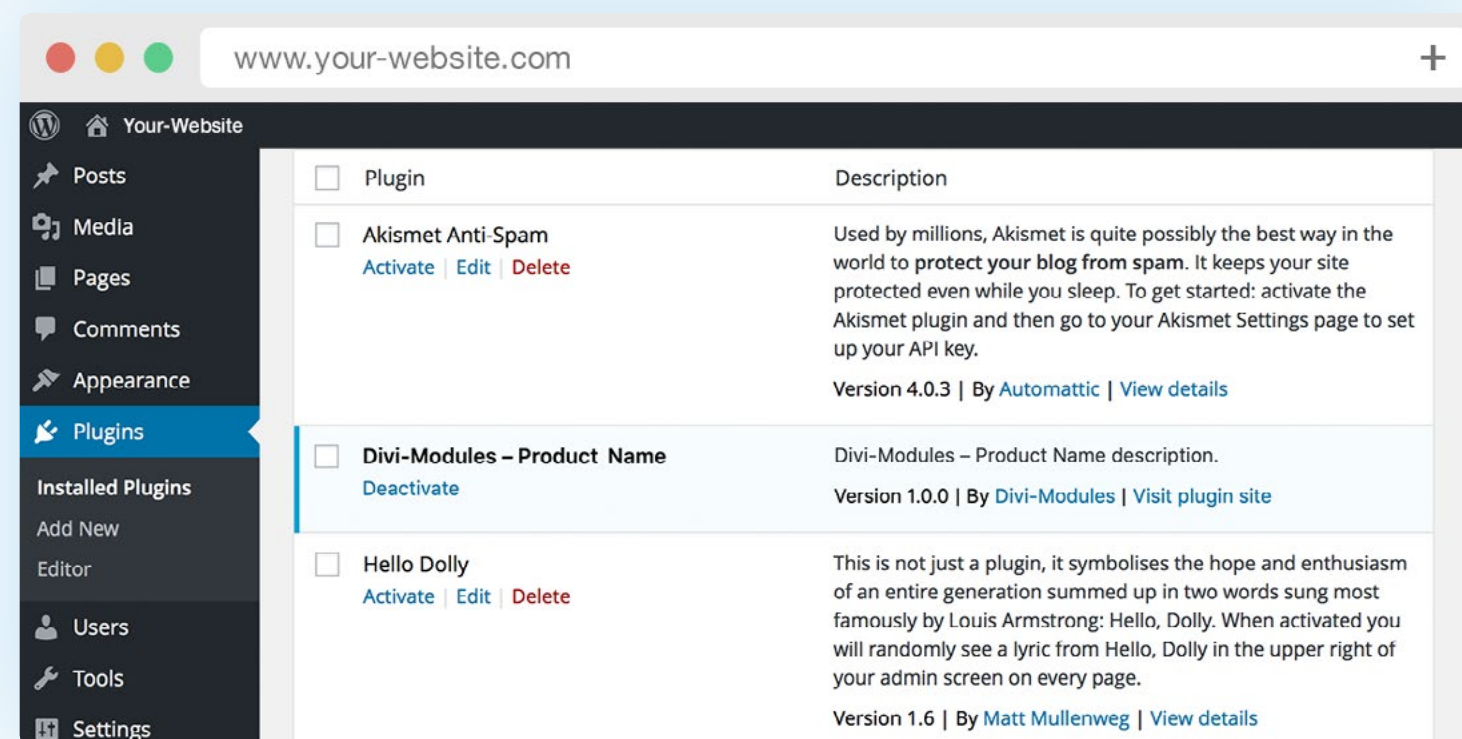 www.your-website.com +
Your-Website
Posts
Media
Pages
Comments
Appearance
Plugins
Installed Plugins
Add New
Editor
Users
Tools
Settings
Plugin Description
Akismet Anti-Spam
Activate | Edit | Delete
Used by millions, Akismet is quite possibly the best way in the
world to protect your blog from spam. It keeps your site
protected even while you sleep. To get started: activate the
Akismet plugin and then go to your Akismet Settings page to set
up your API key.
Version 4.0.3 | By Automattic | View details
Divi-Modules – Product Name
Deactivate
Divi-Modules – Product Name description.
Version 1.0.0 | By Divi-Modules | Visit plugin site
Hello Dolly
Activate | Edit | Delete
This is not just a plugin, it symbolises the hope and enthusiasm
of an entire generation summed up in two words sung most
famously by Louis Armstrong: Hello, Dolly. When activated you
will randomly see a lyric from Hello, Dolly in the upper right of
your admin screen on every page.
Version 1.6 | By Matt Mullenweg | View details